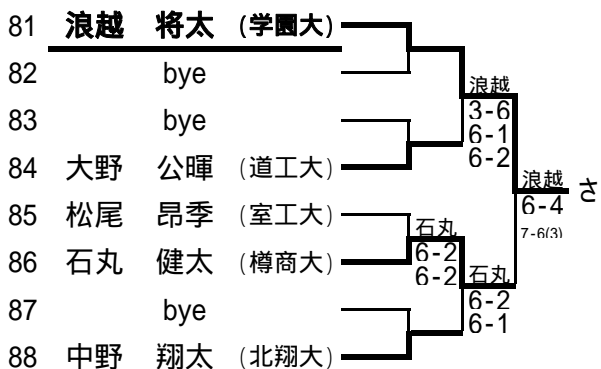 81 浪越 将太 (学園大)
82 bye
浪越
83 bye
3-6
6-1
84 大野 公暉 (道工大)
6-2
浪越
6-4
さ
85 松尾 昂季 (室工大)
石丸
7-6(3)
86 石丸 健太 (樽商大)
6-2
6-2
石丸
87 bye
6-2
6-1
88 中野 翔太 (北翔大)